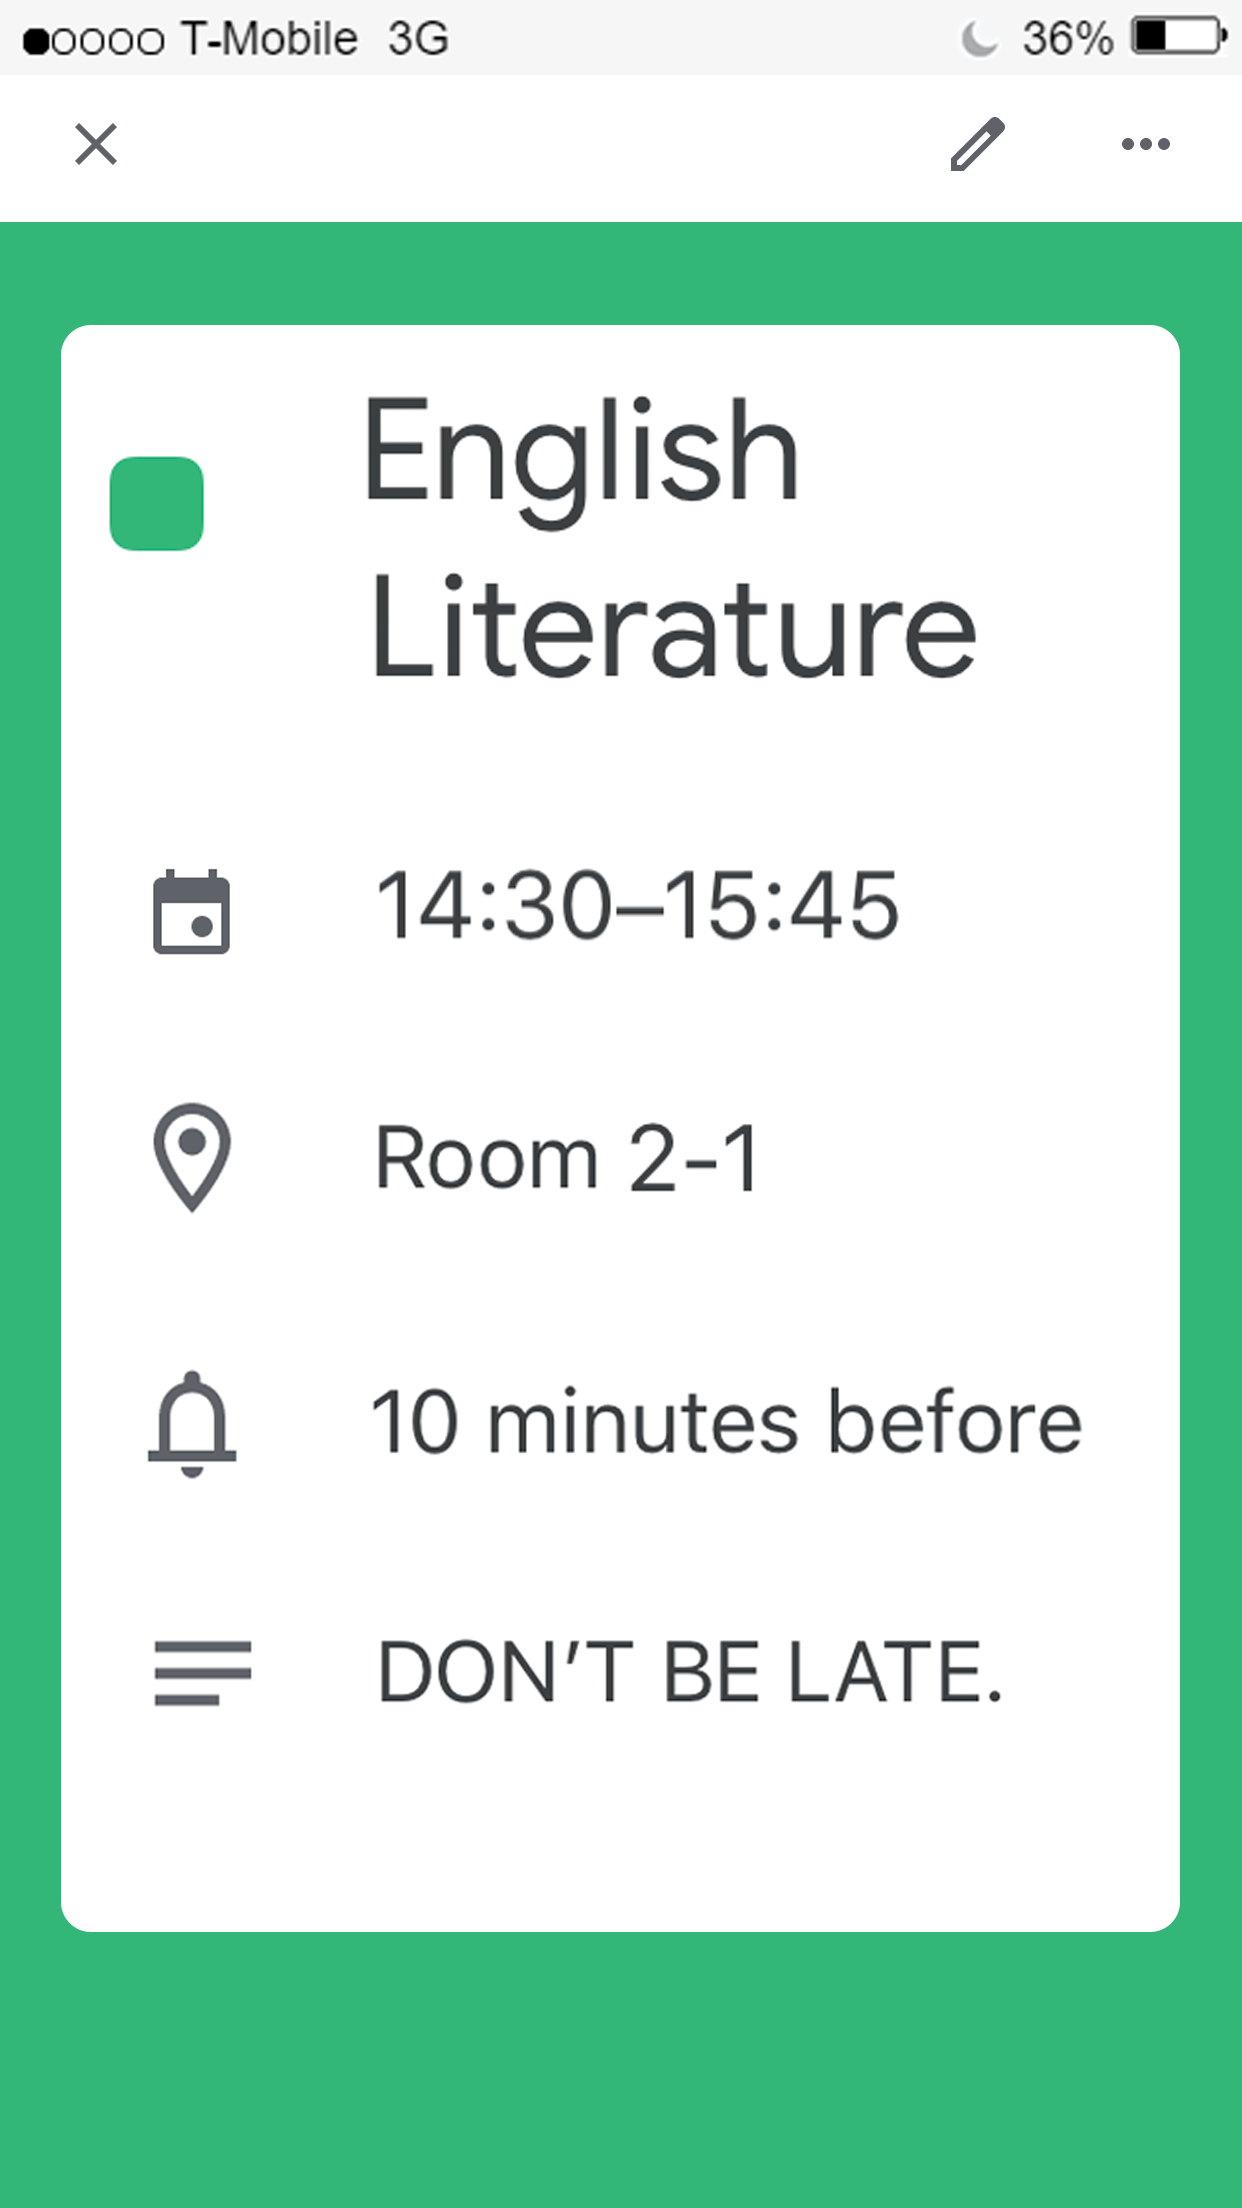 T-Mobile 3G 36%
English
Literature
14:30–15:45
Room 2-1
10 minutes before
DON’T BE LATE.